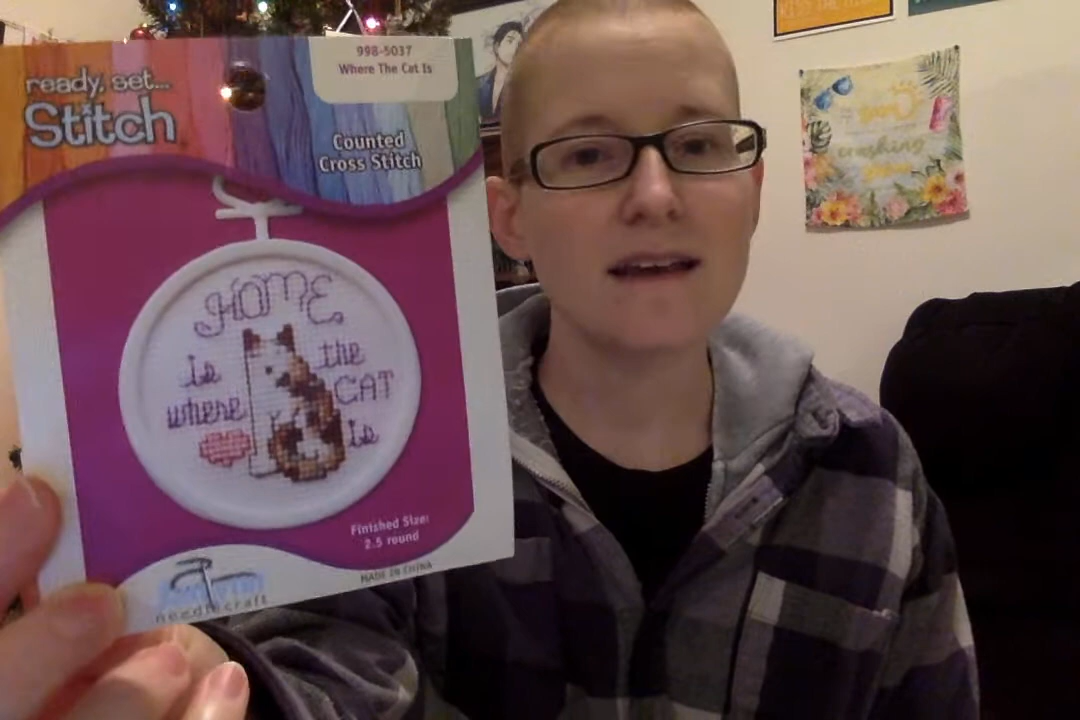 998-5037
Where The Cat Is
ready, set...
Stitch
Counted
Cross Stitch
HOME
is the
where CAT
is
Finished Size:
2.5 round
MADE IN CHINA
needlecraft
crashing